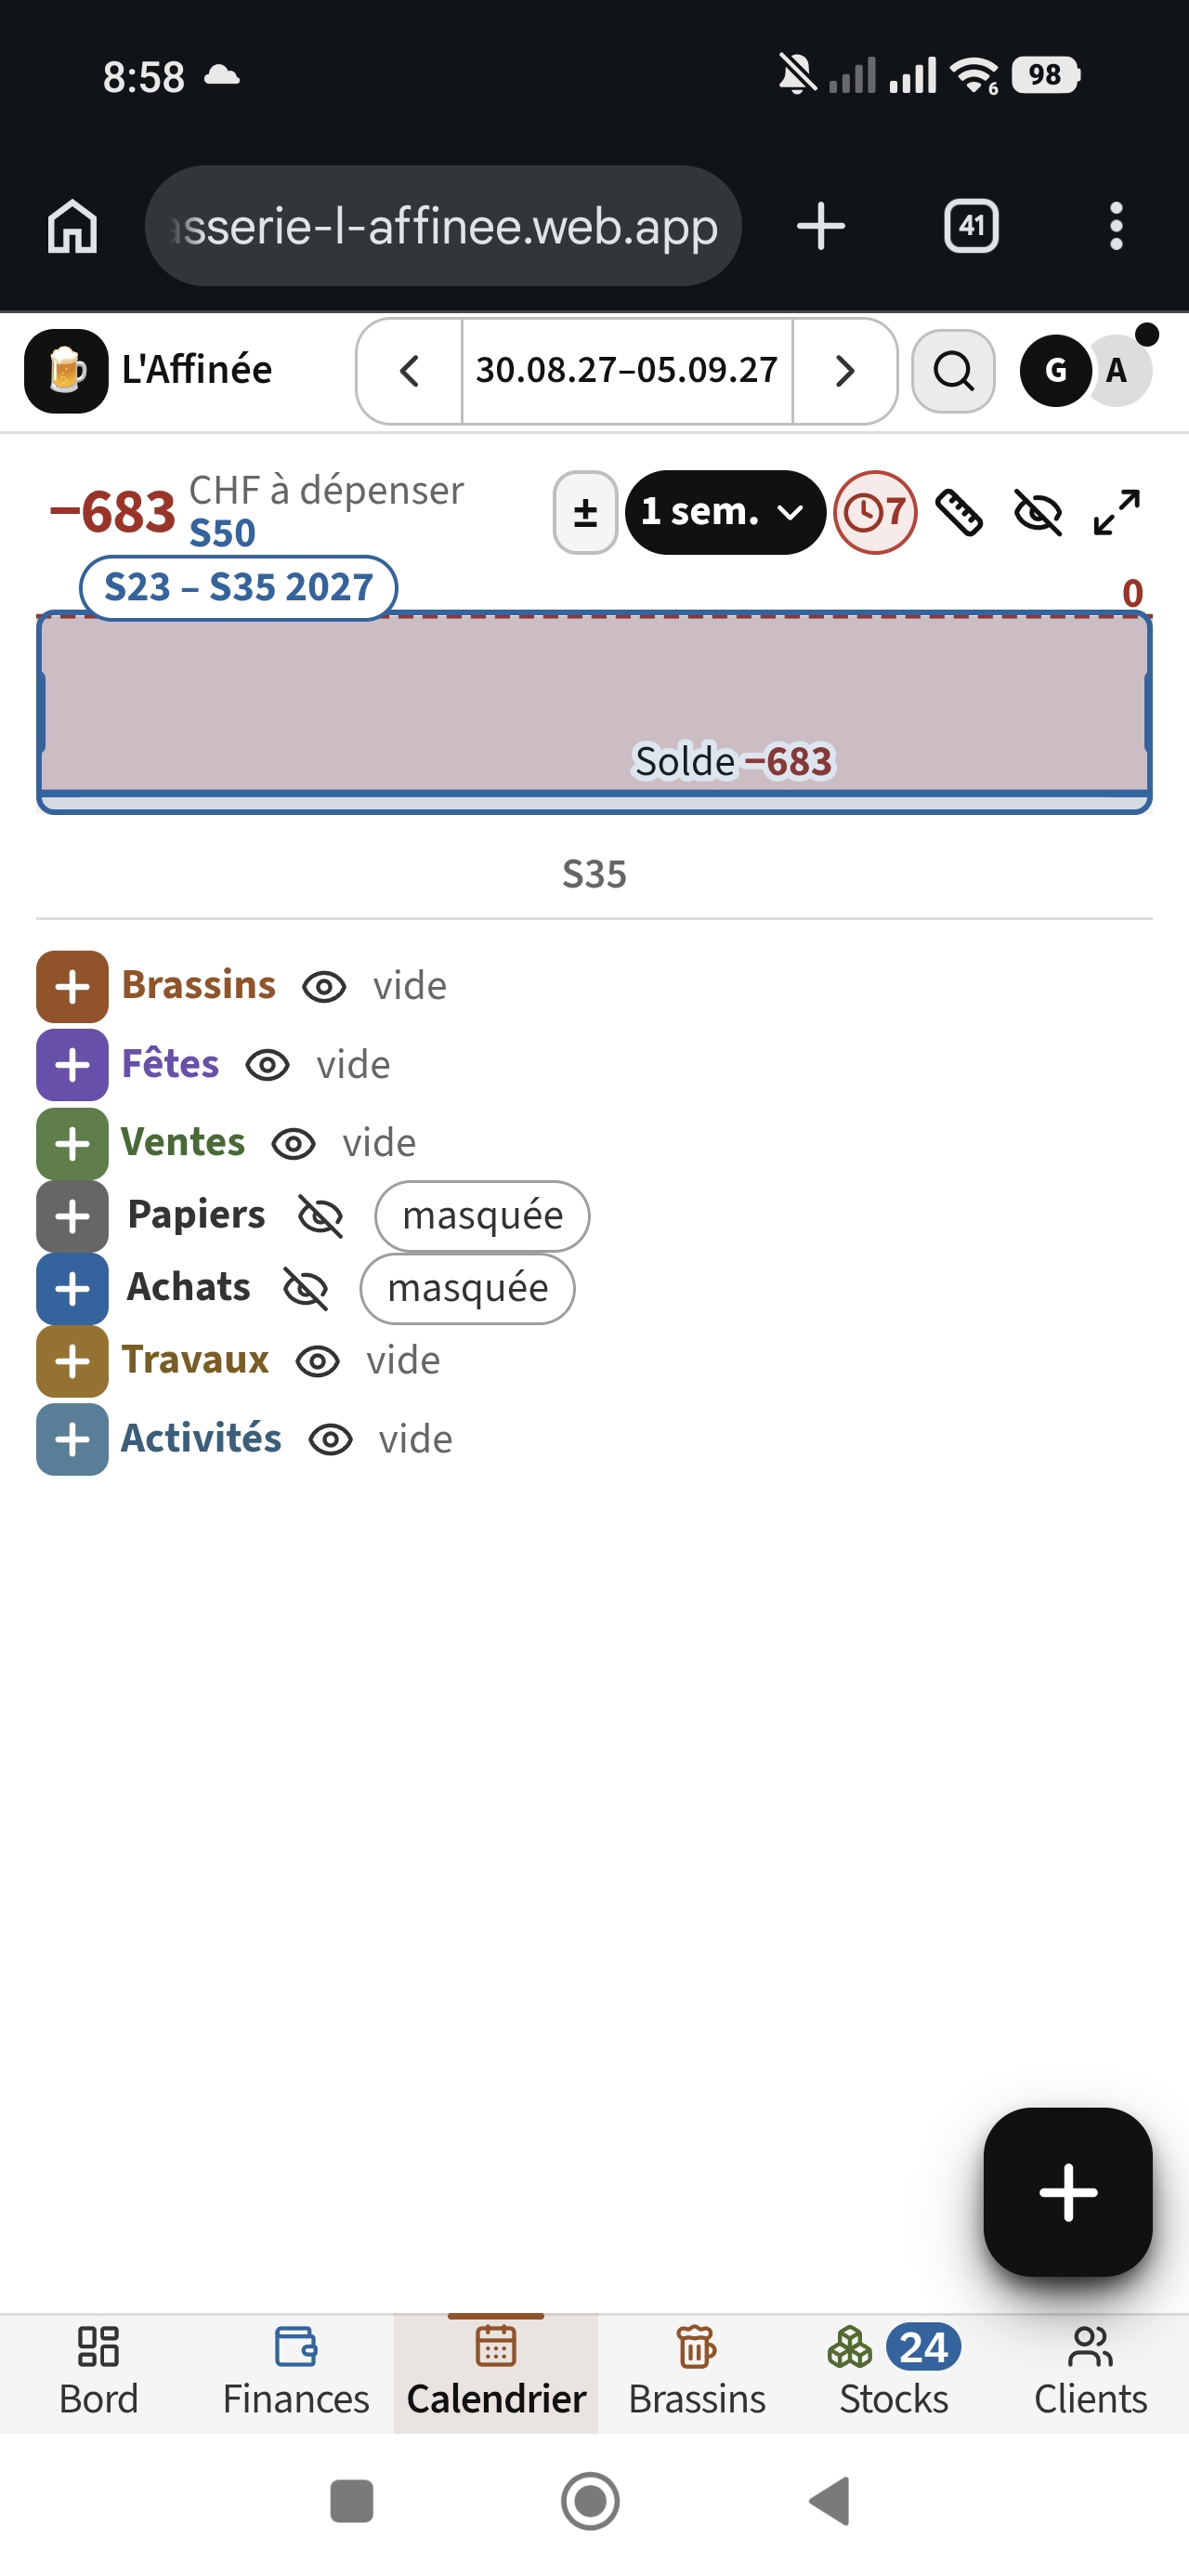 8:58
6
98
asserie-l-affinee.web.app
41
L'Affinée
30.08.27–05.09.27
G
A
−683 CHF à dépenser
S50
±
1 sem.
7
S23 – S35 2027
0
Solde −683
S35
Brassins vide
Fêtes vide
Ventes vide
Papiers masquée
Achats masquée
Travaux vide
Activités vide
24
Bord
Finances
Calendrier
Brassins
Stocks
Clients